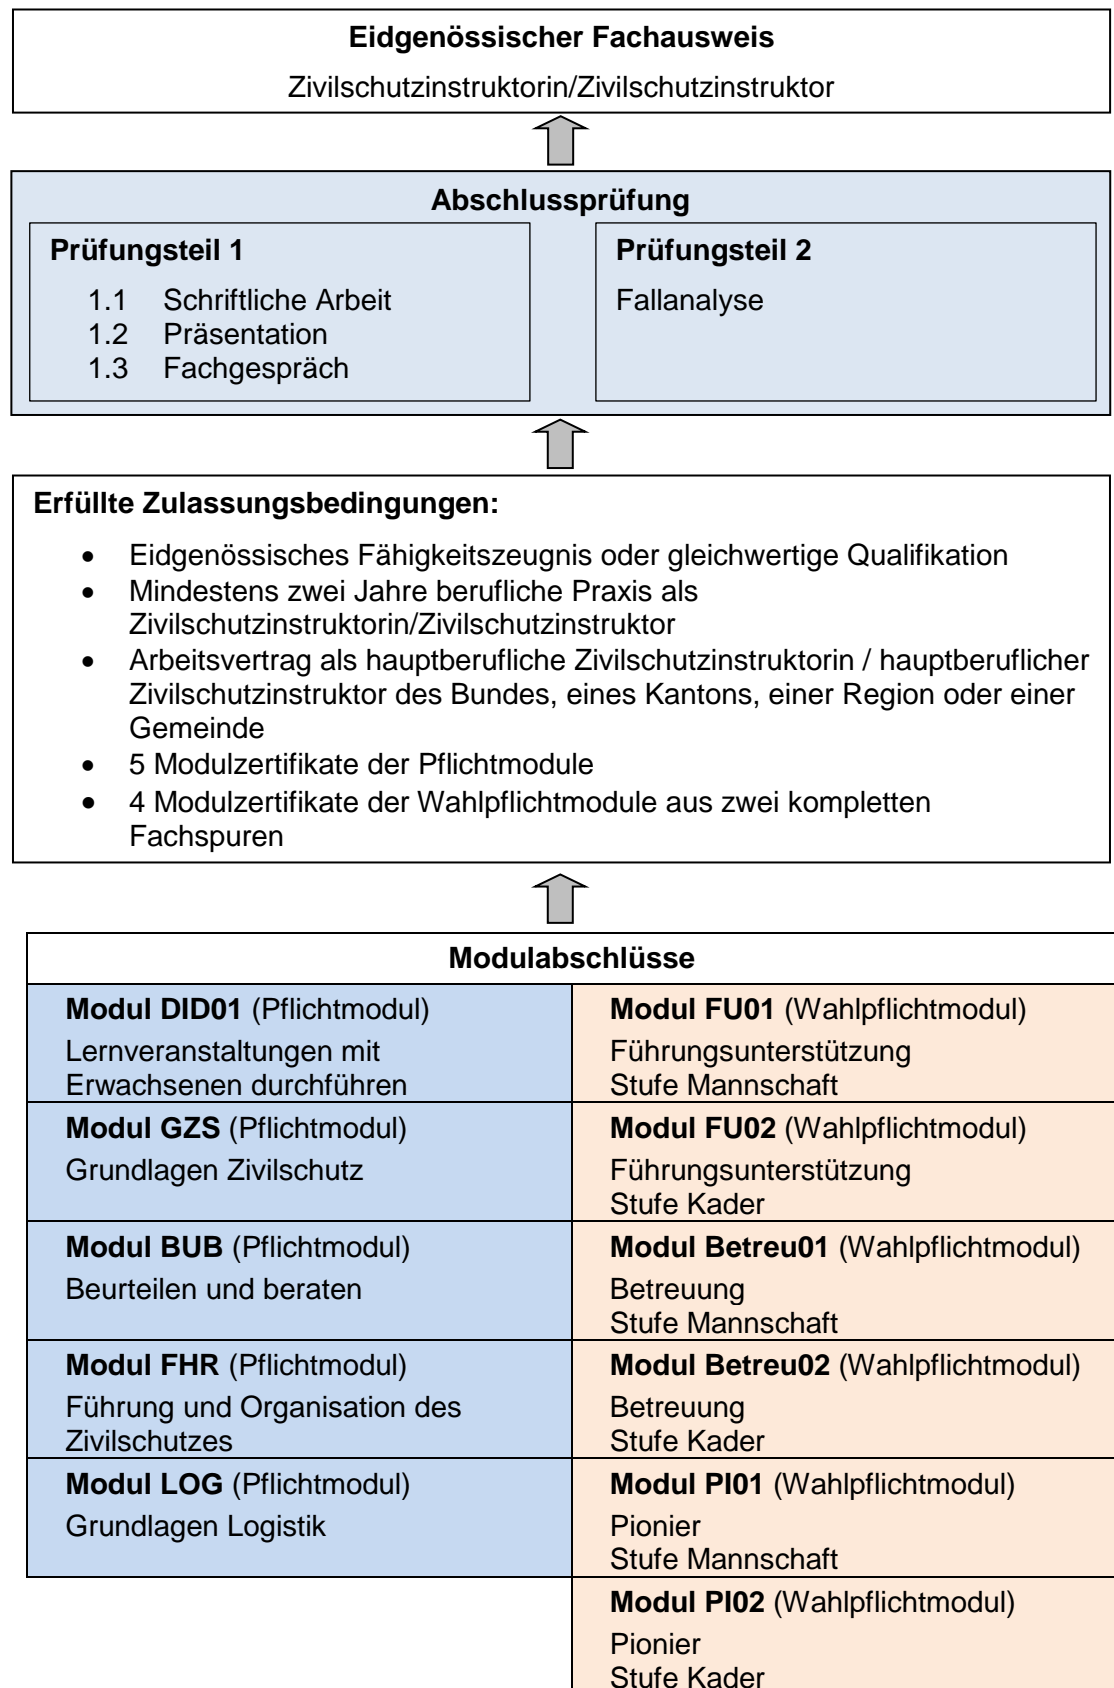 Eidgenössischer Fachausweis
Zivilschutzinstruktorin/Zivilschutzinstruktor
Abschlussprüfung
Prüfungsteil 1
1.1 Schriftliche Arbeit
1.2 Präsentation
1.3 Fachgespräch
Prüfungsteil 2
Fallanalyse
Erfüllte Zulassungsbedingungen:
• Eidgenössisches Fähigkeitszeugnis oder gleichwertige Qualifikation
• Mindestens zwei Jahre berufliche Praxis als
Zivilschutzinstruktorin/Zivilschutzinstruktor
• Arbeitsvertrag als hauptberufliche Zivilschutzinstruktorin / hauptberuflicher
Zivilschutzinstruktor des Bundes, eines Kantons, einer Region oder einer
Gemeinde
• 5 Modulzertifikate der Pflichtmodule
• 4 Modulzertifikate der Wahlpflichtmodule aus zwei kompletten
Fachspuren
Modulabschlüsse
Modul DID01 (Pflichtmodul)
Lernveranstaltungen mit
Erwachsenen durchführen
Modul FU01 (Wahlpflichtmodul)
Führungsunterstützung
Stufe Mannschaft
Modul GZS (Pflichtmodul)
Grundlagen Zivilschutz
Modul FU02 (Wahlpflichtmodul)
Führungsunterstützung
Stufe Kader
Modul BUB (Pflichtmodul)
Beurteilen und beraten
Modul Betreu01 (Wahlpflichtmodul)
Betreuung
Stufe Mannschaft
Modul FHR (Pflichtmodul)
Führung und Organisation des
Zivilschutzes
Modul Betreu02 (Wahlpflichtmodul)
Betreuung
Stufe Kader
Modul LOG (Pflichtmodul)
Grundlagen Logistik
Modul PI01 (Wahlpflichtmodul)
Pionier
Stufe Mannschaft
Modul PI02 (Wahlpflichtmodul)
Pionier
Stufe Kader